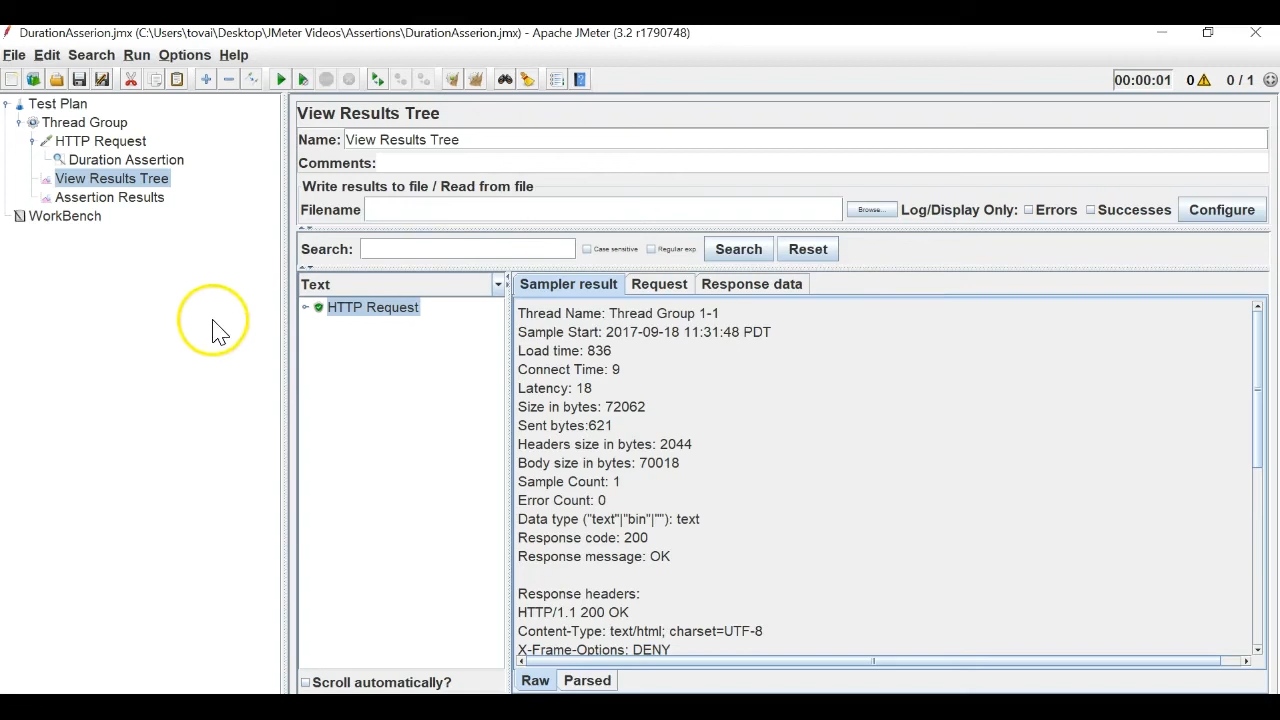 DurationAsserion.jmx (C:\Users\tovai\Desktop\JMeter Videos\Assertions\DurationAsserion.jmx) - Apache JMeter (3.2 r1790748)
File Edit Search Run Options Help
00:00:01 0 0 / 1
Test Plan
Thread Group
HTTP Request
Duration Assertion
View Results Tree
Assertion Results
WorkBench
View Results Tree
Name: View Results Tree
Comments:
Write results to file / Read from file
Filename Browse... Log/Display Only: Errors Successes Configure
Search: Case sensitive Regular exp. Search Reset
Text
HTTP Request
Scroll automatically?
Sampler result Request Response data
Thread Name: Thread Group 1-1
Sample Start: 2017-09-18 11:31:48 PDT
Load time: 836
Connect Time: 9
Latency: 18
Size in bytes: 72062
Sent bytes:621
Headers size in bytes: 2044
Body size in bytes: 70018
Sample Count: 1
Error Count: 0
Data type ("text"|"bin"|""): text
Response code: 200
Response message: OK
Response headers:
HTTP/1.1 200 OK
Content-Type: text/html; charset=UTF-8
X-Frame-Options: DENY
Raw Parsed